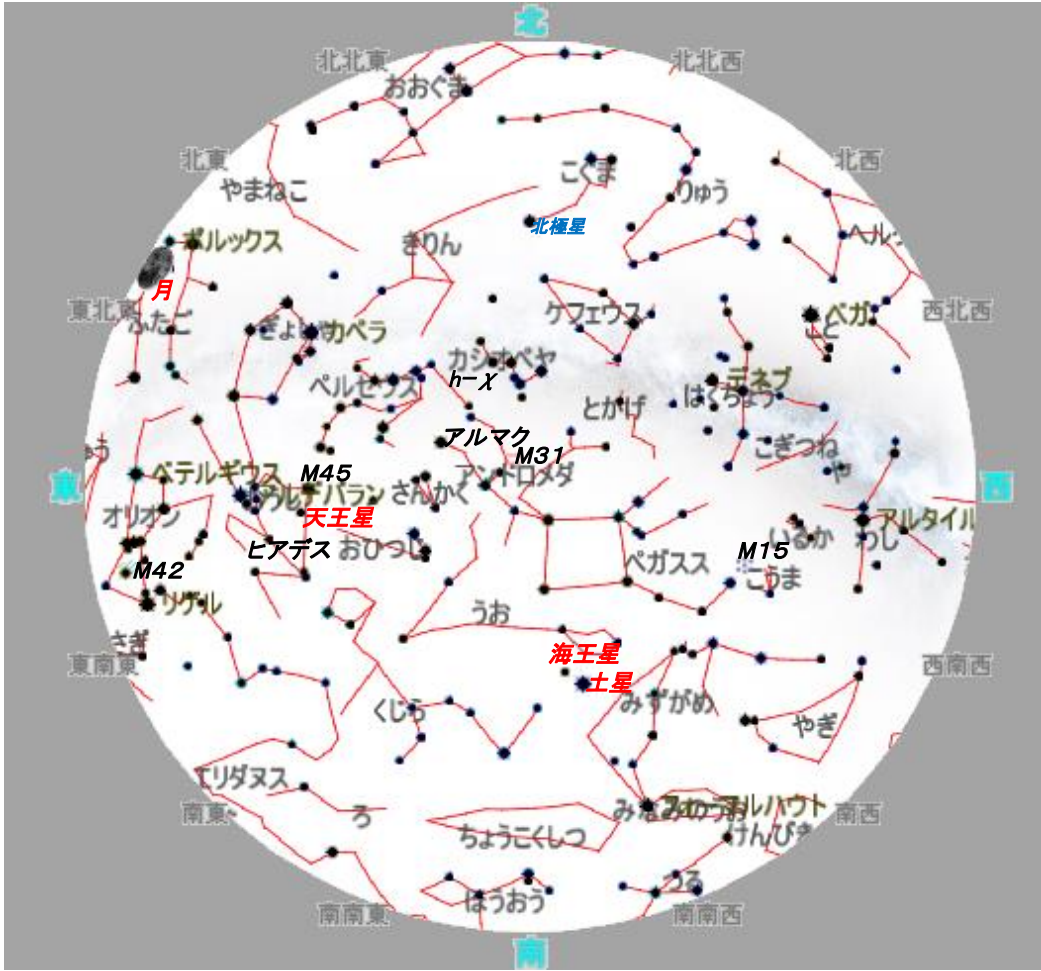 北
北北東
北北西
おおぐま
北東
北西
こぐま
やまねこ
りゅう
北極星
ポルックス
きりん
ヘルク
月
東北東
ふたご
ケフェウス
西北西
ぎょしゃ
カペラ
ベガ
こと
カシオペヤ
h-χ
ペルセウス
デネブ
はくちょう
とかげ
アルマク
M31
こぎつね
ベテルギウス
M45
アンドロメダ
や
東
西
アルデバラン
さんかく
オリオン
天王星
アルタイル
いるか
わし
ヒアデス
おひつじ
M15
M42
ペガスス
こうま
リゲル
うお
さぎ
海王星
東南東
西南西
土星
みずがめ
くじら
やぎ
エリダヌス
南東
ろ
みなみのうお
フォーマルハウト
南西
ちょうこくしつ
けんびき
つる
ほうおう
南南東
南南西
南